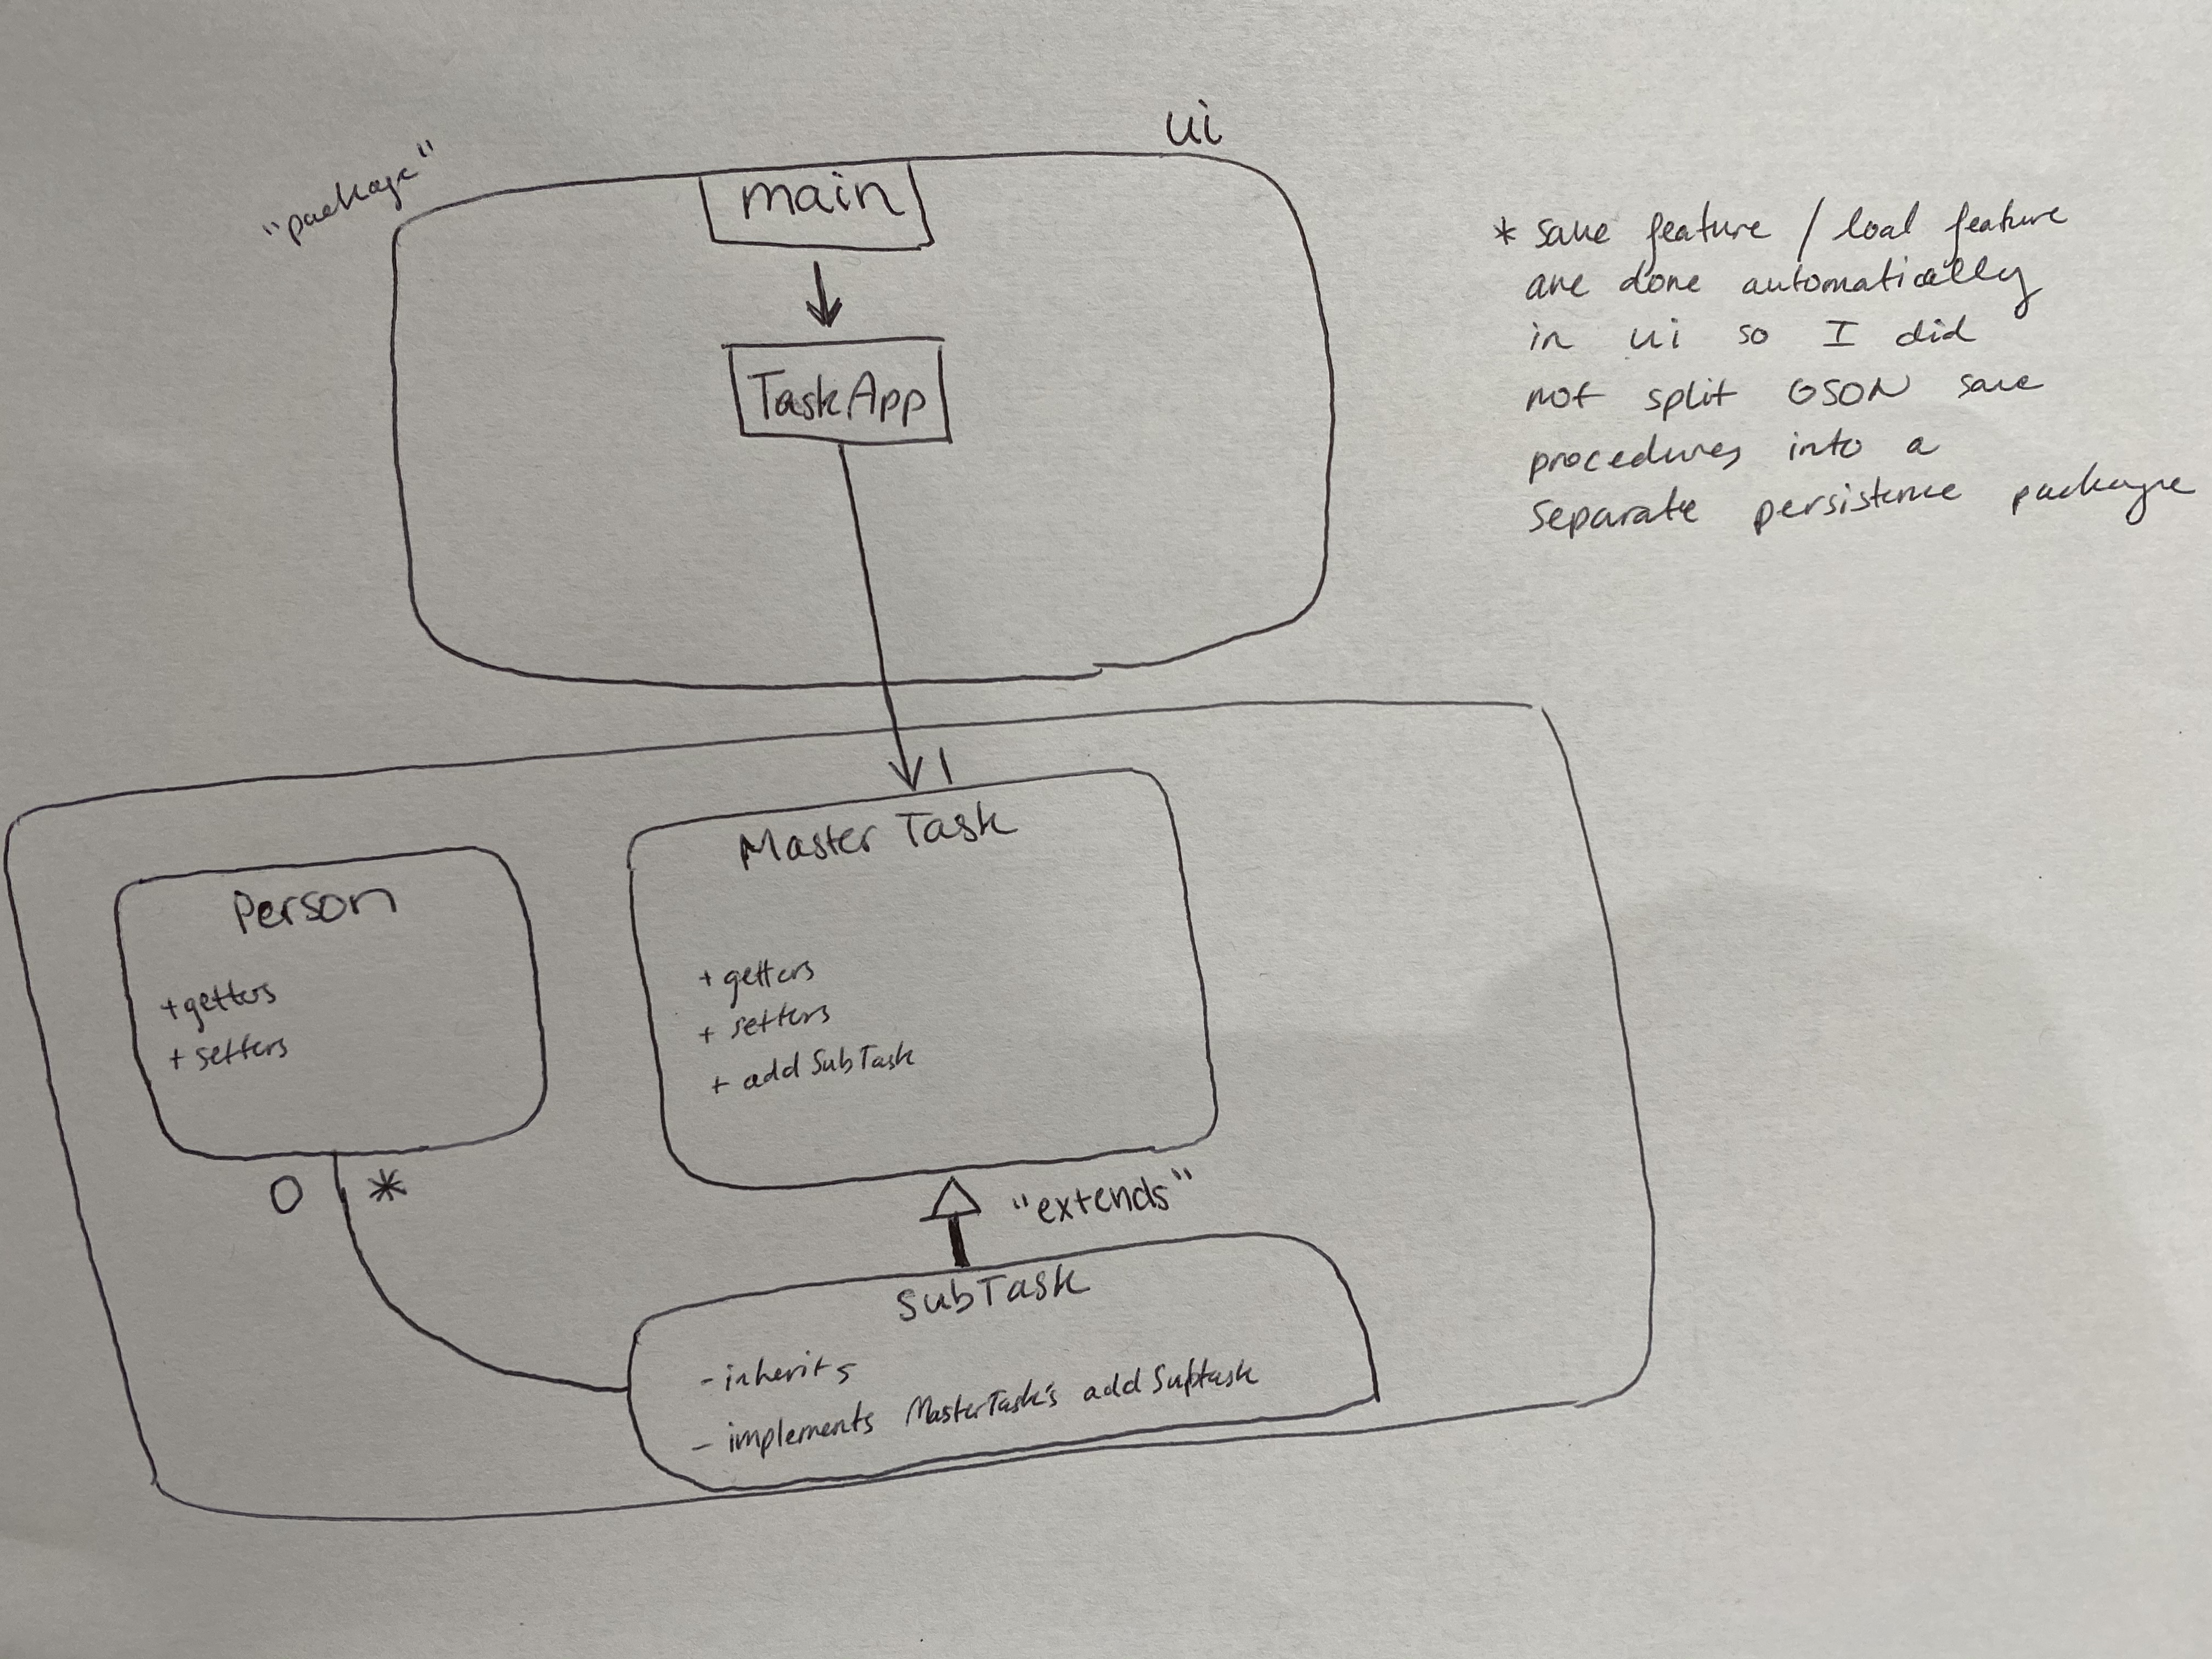 ui
"package"
main
TaskApp
* save feature / load feature
are done automatically
in ui so I did
not split GSON save
procedures into a
separate persistence package
1
Master Task
+ getters
+ setters
+ add SubTask
Person
+ getters
+ setters
0 *
"extends"
SubTask
- inherits
- implements MasterTask's add Subtask